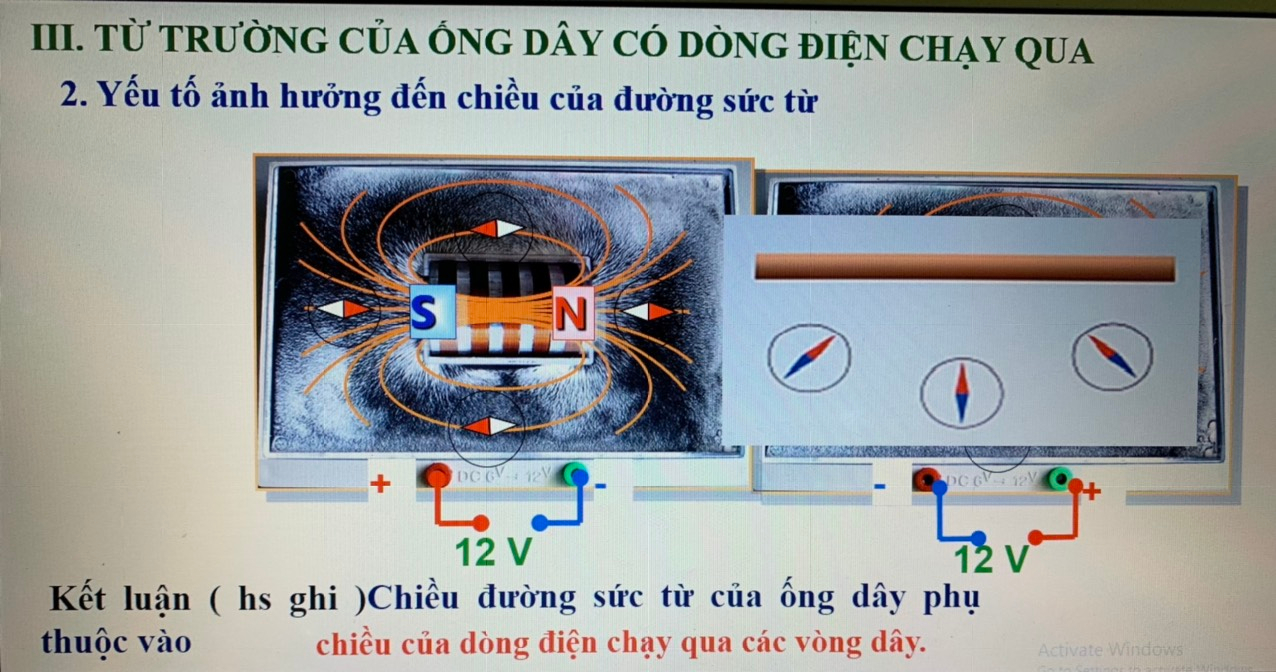 III. TỪ TRƯỜNG CỦA ỐNG DÂY CÓ DÒNG ĐIỆN CHẠY QUA
2. Yếu tố ảnh hưởng đến chiều của đường sức từ
S N
+ DC 6V → 12V -
- DC 6V → 12V +
12 V
12 V
Kết luận ( hs ghi )Chiều đường sức từ của ống dây phụ
thuộc vào chiều của dòng điện chạy qua các vòng dây.
Activate Windows